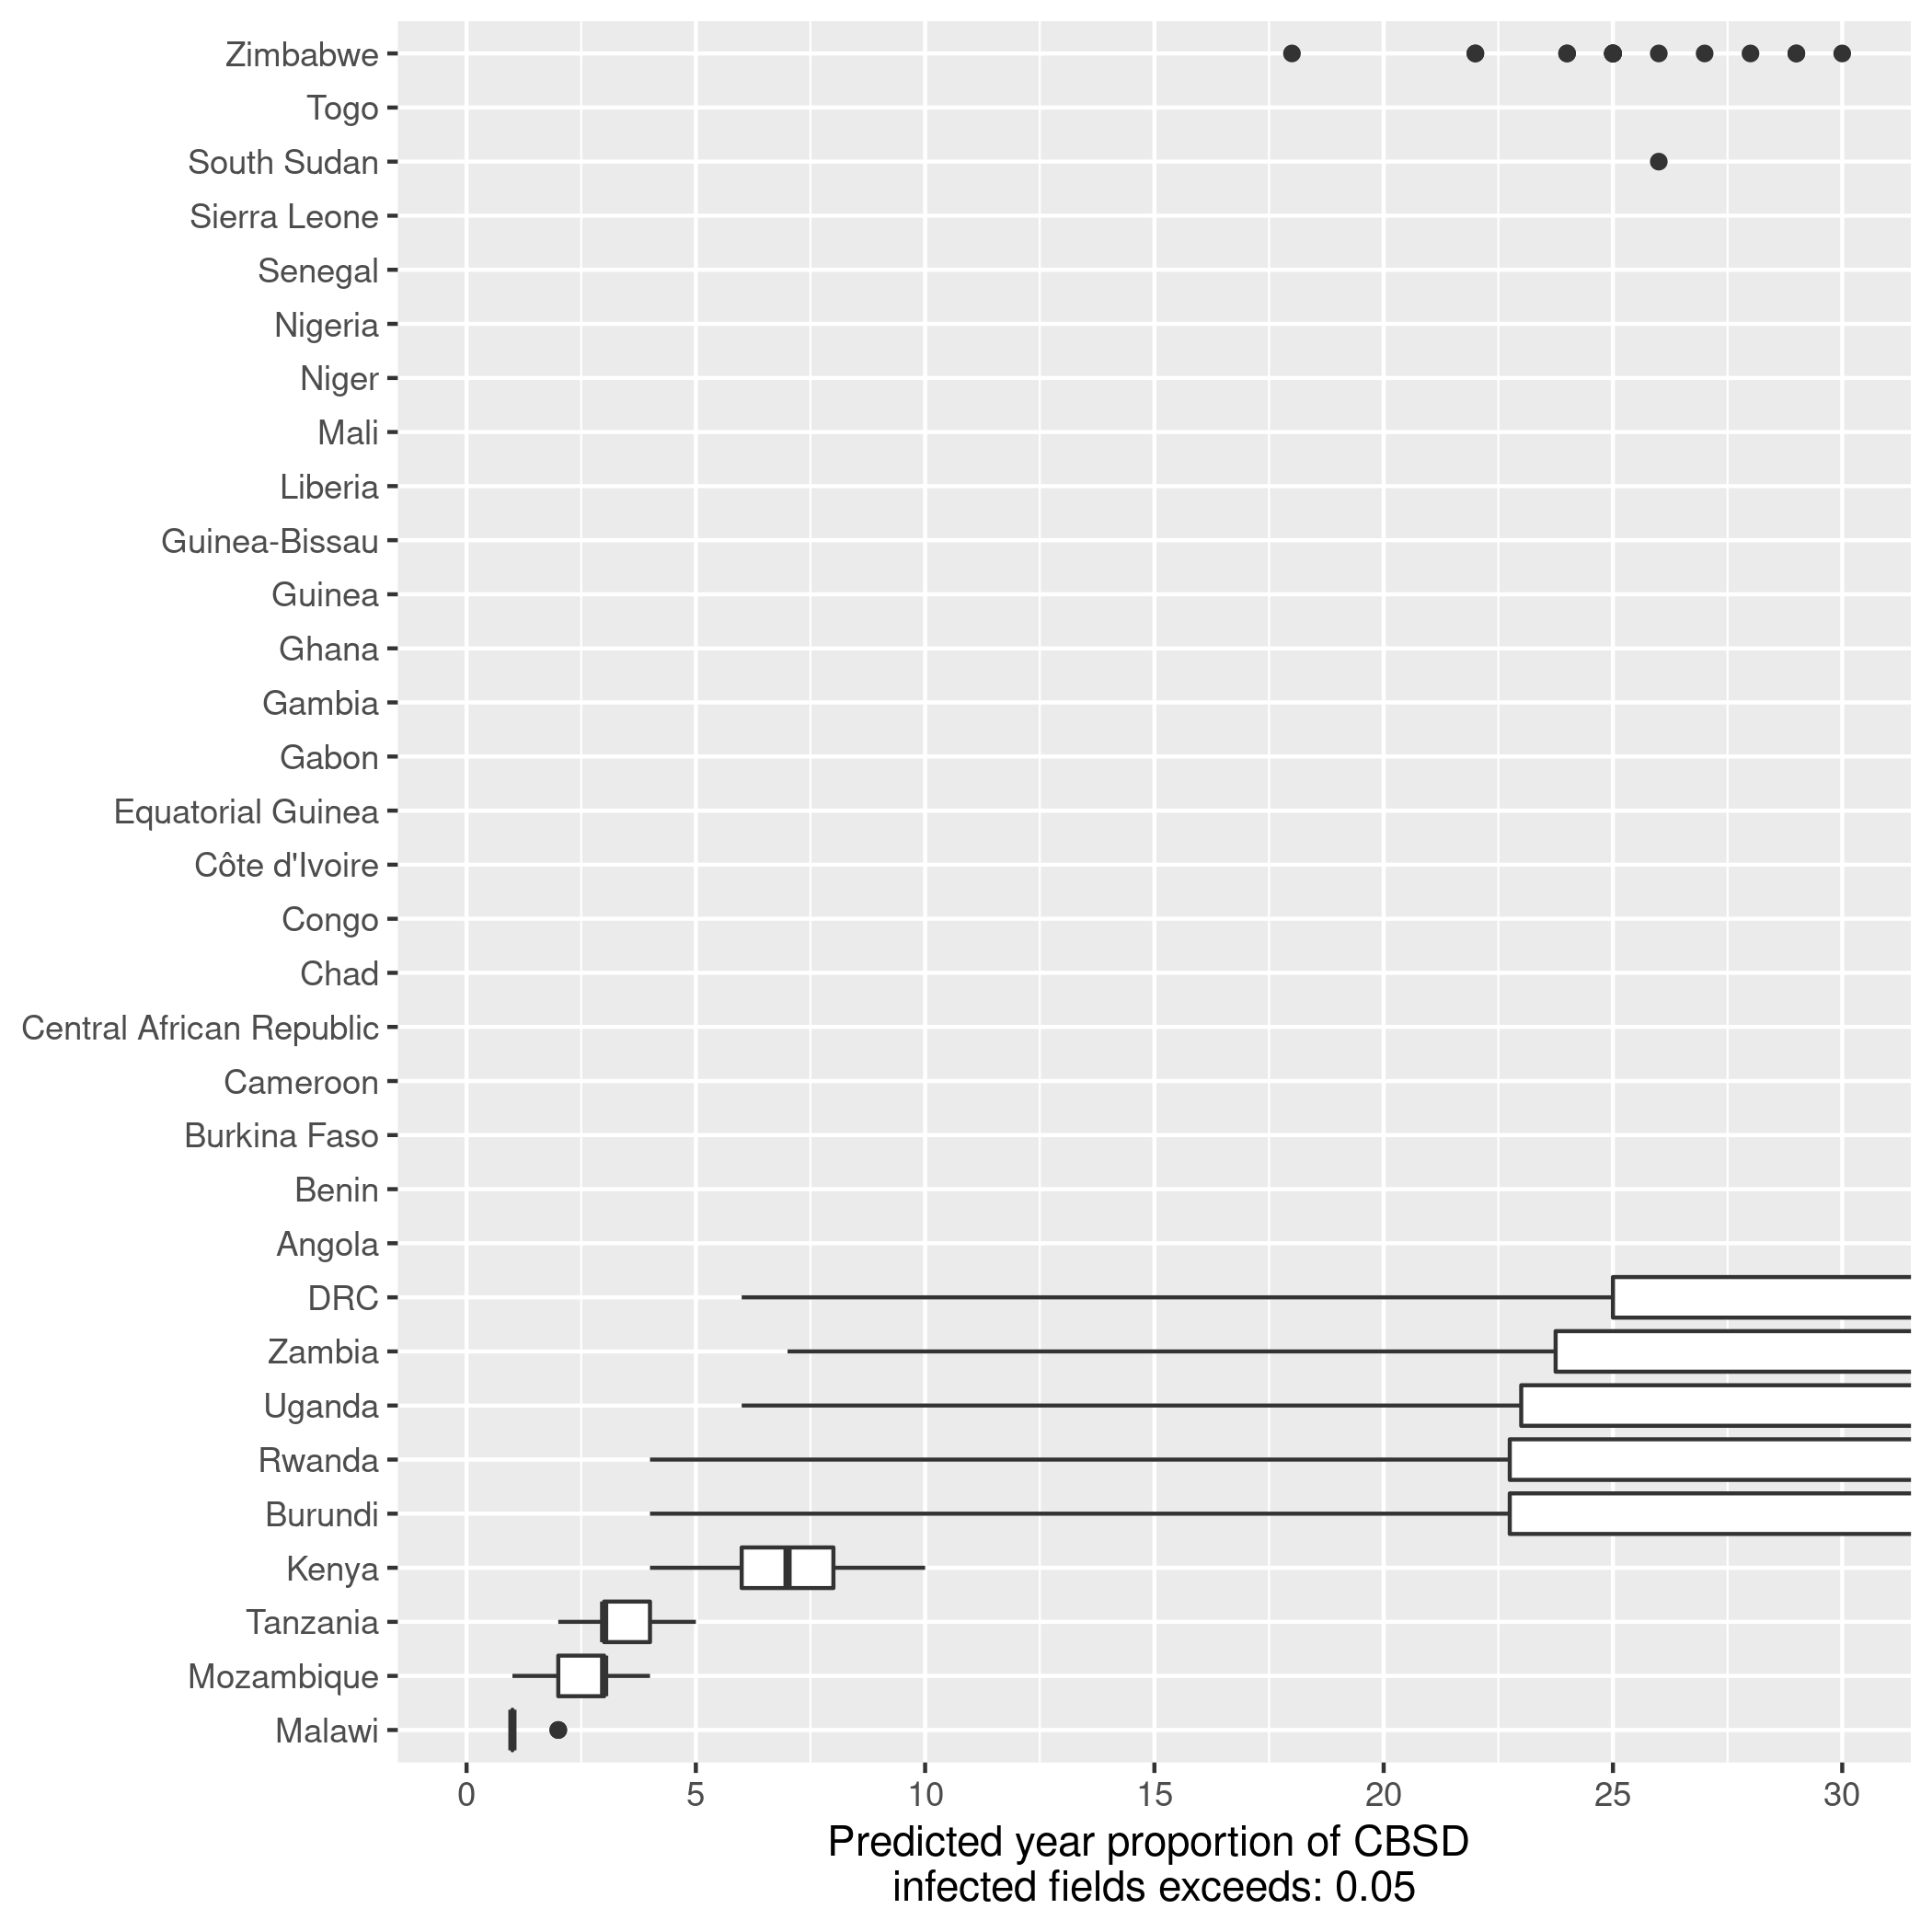 Zimbabwe
Togo
South Sudan
Sierra Leone
Senegal
Nigeria
Niger
Mali
Liberia
Guinea-Bissau
Guinea
Ghana
Gambia
Gabon
Equatorial Guinea
Côte d'Ivoire
Congo
Chad
Central African Republic
Cameroon
Burkina Faso
Benin
Angola
DRC
Zambia
Uganda
Rwanda
Burundi
Kenya
Tanzania
Mozambique
Malawi
0 5 10 15 20 25 30
Predicted year proportion of CBSD
infected fields exceeds: 0.05